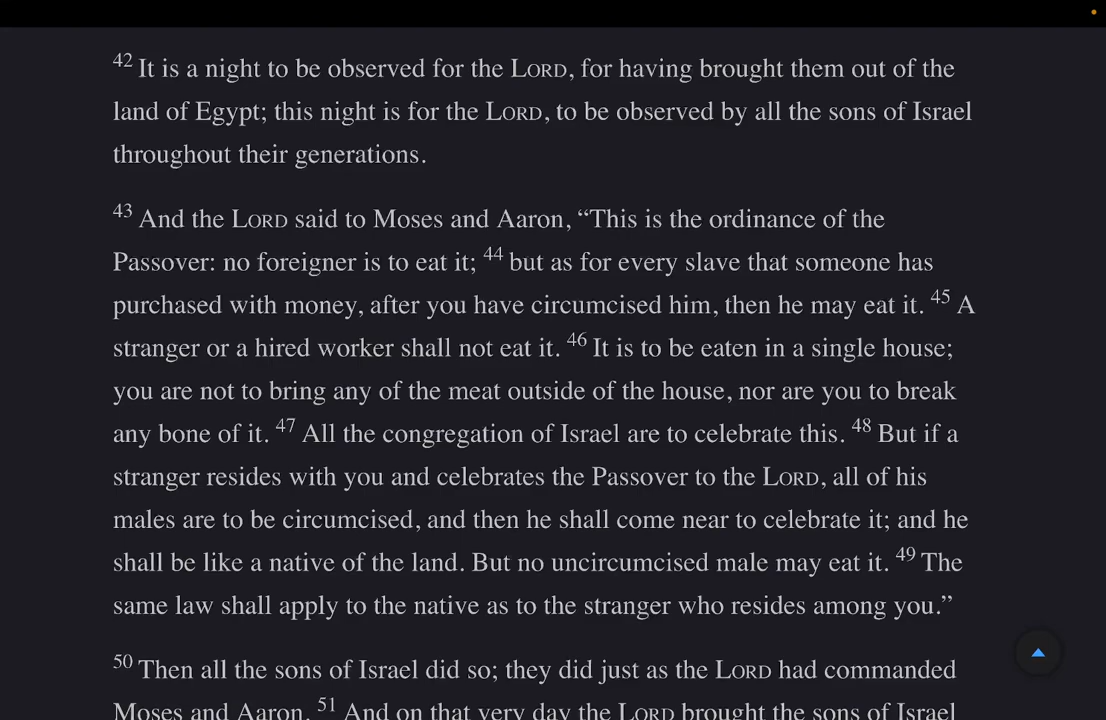 42 It is a night to be observed for the LORD, for having brought them out of the
land of Egypt; this night is for the LORD, to be observed by all the sons of Israel
throughout their generations.
43 And the LORD said to Moses and Aaron, “This is the ordinance of the
Passover: no foreigner is to eat it; 44 but as for every slave that someone has
purchased with money, after you have circumcised him, then he may eat it. 45 A
stranger or a hired worker shall not eat it. 46 It is to be eaten in a single house;
you are not to bring any of the meat outside of the house, nor are you to break
any bone of it. 47 All the congregation of Israel are to celebrate this. 48 But if a
stranger resides with you and celebrates the Passover to the LORD, all of his
males are to be circumcised, and then he shall come near to celebrate it; and he
shall be like a native of the land. But no uncircumcised male may eat it. 49 The
same law shall apply to the native as to the stranger who resides among you.”
50 Then all the sons of Israel did so; they did just as the LORD had commanded
Moses and Aaron. 51 And on that very day the LORD brought the sons of Israel